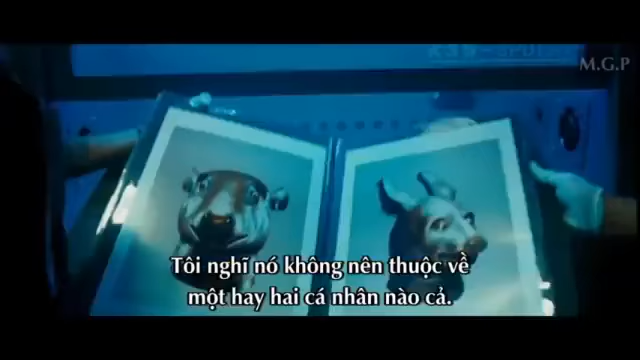 M.G.P
Tôi nghĩ nó không nên thuộc về
một hay hai cá nhân nào cả.